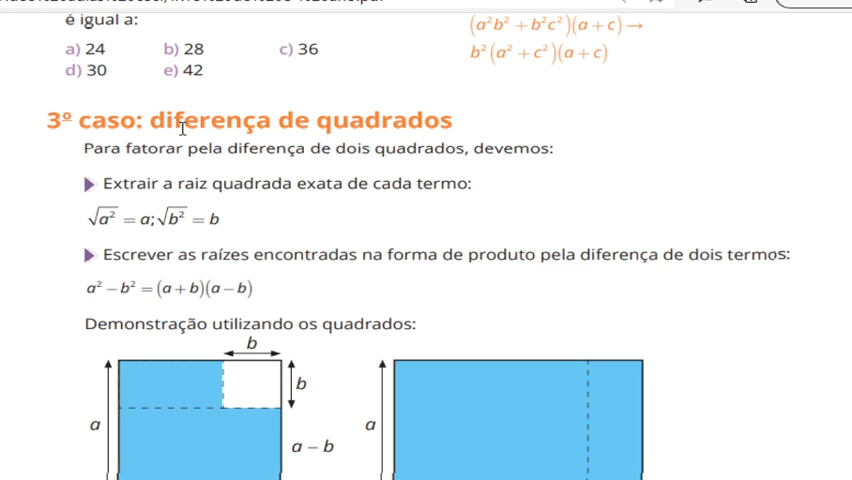 é igual a:
a) 24 b) 28 c) 36
d) 30 e) 42
(a²b² + b²c²)(a + c) →
b²(a² + c²)(a + c)
3º caso: diferença de quadrados
Para fatorar pela diferença de dois quadrados, devemos:
Extrair a raiz quadrada exata de cada termo:
√a² = a; √b² = b
Escrever as raízes encontradas na forma de produto pela diferença de dois termos:
a² − b² = (a + b)(a − b)
Demonstração utilizando os quadrados:
b
b
a
a − b
a